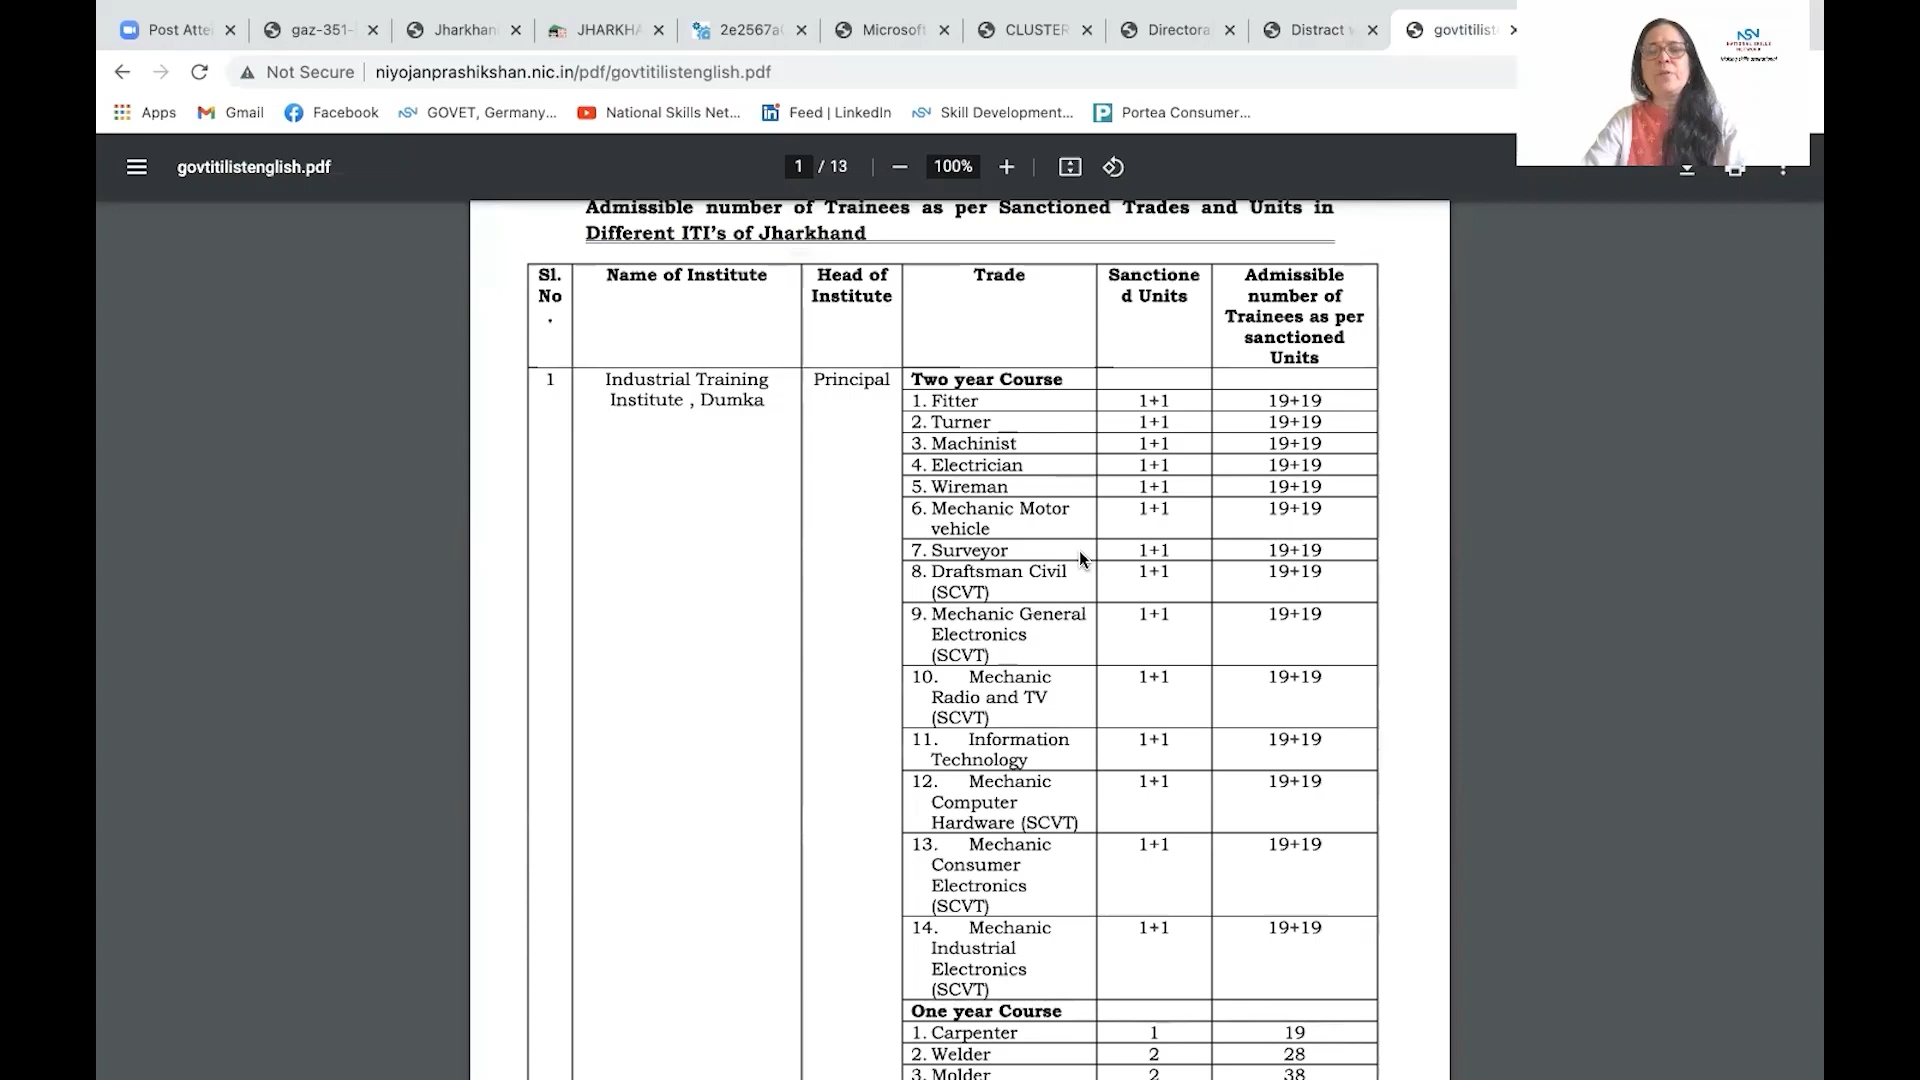 Post Atte
gaz-351-
Jharkhan
JHARKHA
2e2567a
Microsoft
CLUSTER
Directora
Distract
govtitilist
NSN
NATIONAL SKILLS
NETWORK
Not Secure
niyojanprashikshan.nic.in/pdf/govtitilistenglish.pdf
Apps
Gmail
Facebook
GOVET, Germany...
National Skills Net...
Feed | LinkedIn
Skill Development...
Portea Consumer...
govtitilistenglish.pdf
1 / 13
100%
Admissible number of Trainees as per Sanctioned Trades and Units in
Different ITI's of Jharkhand
Sl. No . Name of Institute Head of Institute Trade Sanctione d Units Admissible number of Trainees as per sanctioned Units
1 Industrial Training Institute , Dumka Principal Two year Course
1. Fitter 1+1 19+19
2. Turner 1+1 19+19
3. Machinist 1+1 19+19
4. Electrician 1+1 19+19
5. Wireman 1+1 19+19
6. Mechanic Motor 1+1 19+19
vehicle
7. Surveyor 1+1 19+19
8. Draftsman Civil 1+1 19+19
(SCVT)
9. Mechanic General 1+1 19+19
Electronics
(SCVT)
10. Mechanic 1+1 19+19
Radio and TV
(SCVT)
11. Information 1+1 19+19
Technology
12. Mechanic 1+1 19+19
Computer
Hardware (SCVT)
13. Mechanic 1+1 19+19
Consumer
Electronics
(SCVT)
14. Mechanic 1+1 19+19
Industrial
Electronics
(SCVT)
One year Course
1. Carpenter 1 19
2. Welder 2 28
3. Molder 2 38